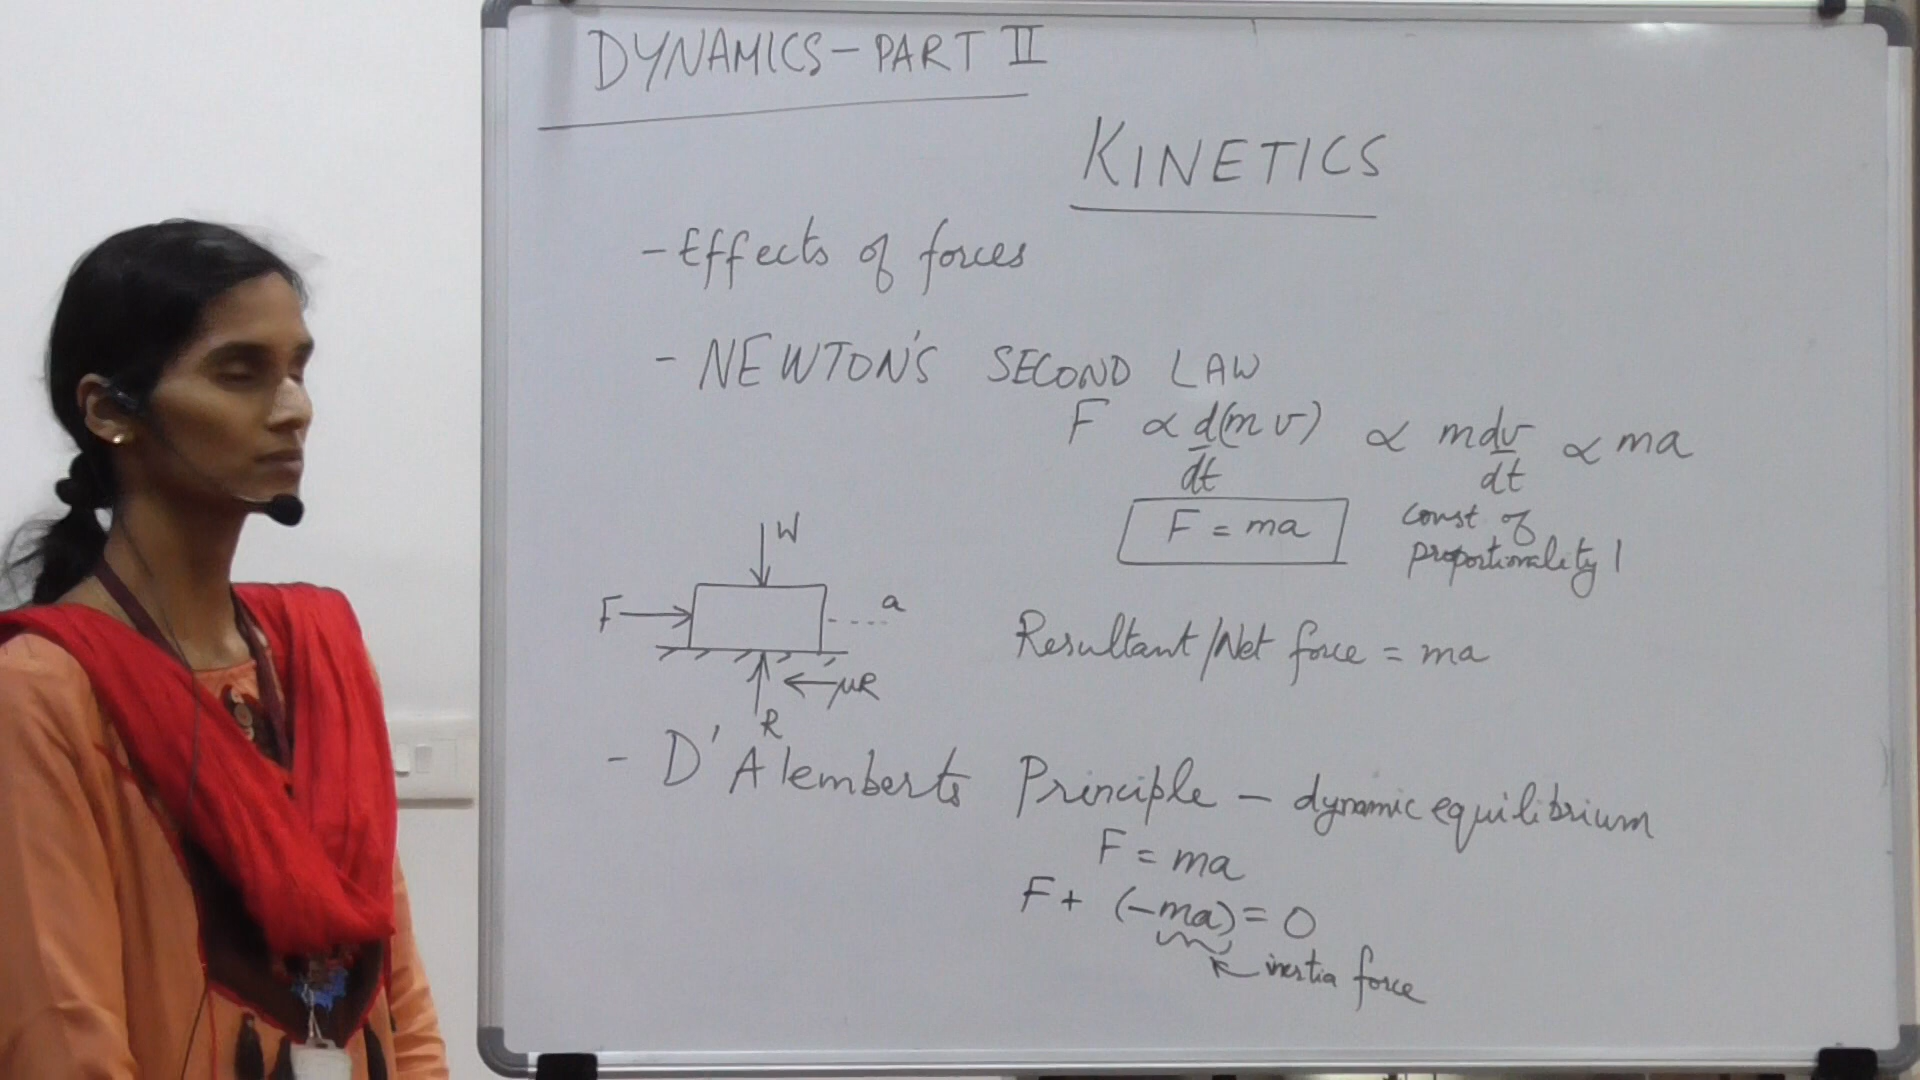 DYNAMICS - PART II
KINETICS
- Effects of forces
- NEWTON'S SECOND LAW
F ∝ d(mv)/dt ∝ m dv/dt ∝ ma
F = ma
const of
proportionality 1
W
F
a
μR
R
Resultant/Net force = ma
- D'Alemberts Principle - dynamic equilibrium
F = ma
F + (-ma) = 0
inertia force